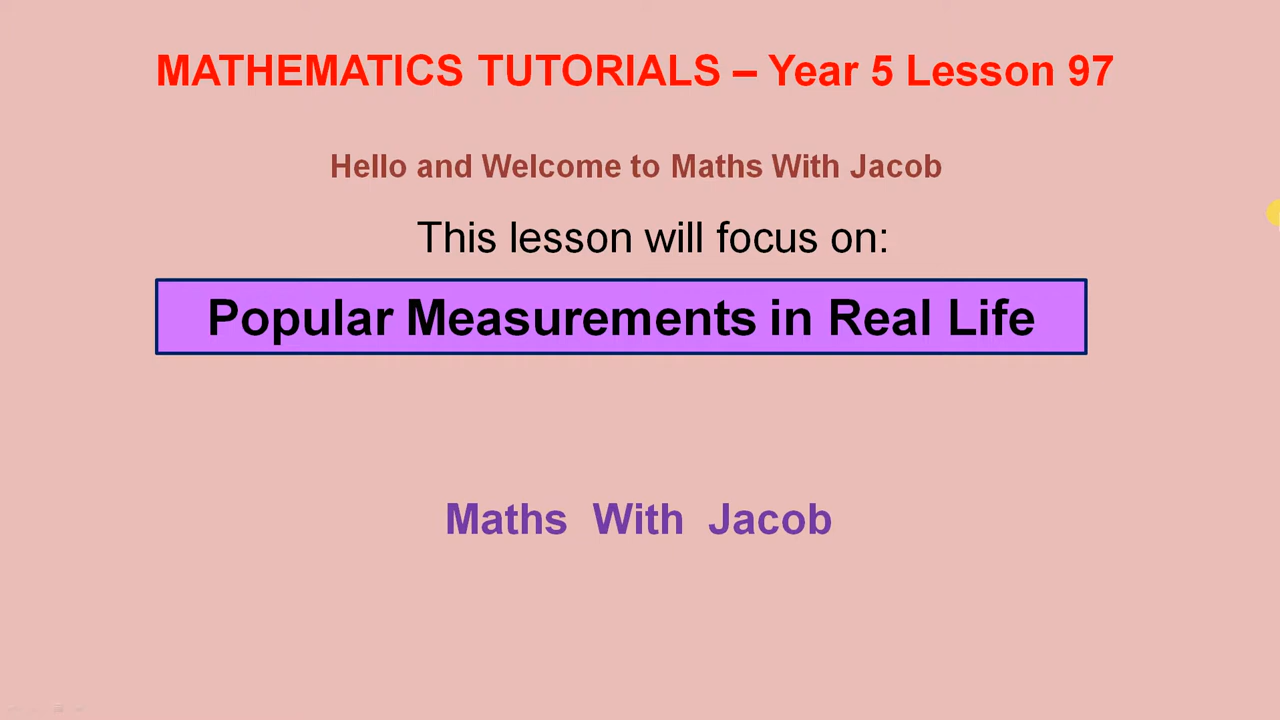 MATHEMATICS TUTORIALS – Year 5 Lesson 97
Hello and Welcome to Maths With Jacob
This lesson will focus on:
Popular Measurements in Real Life
Maths With Jacob